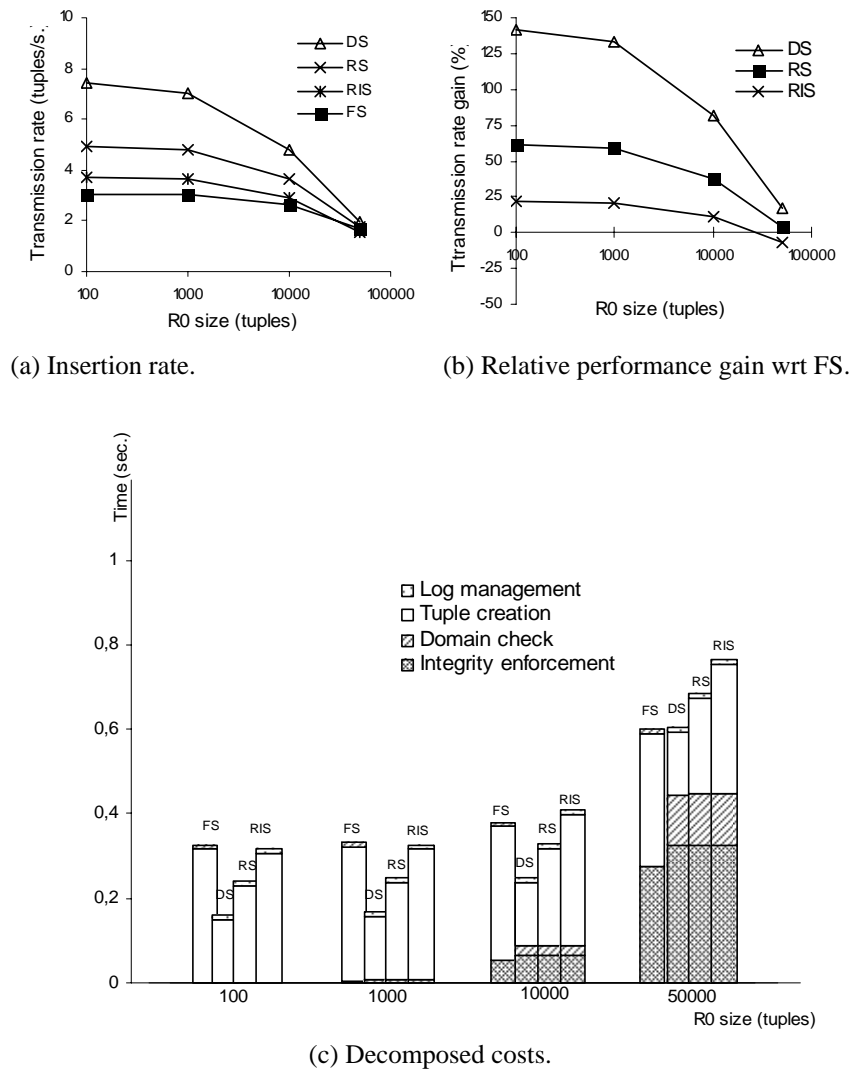 Transmission rate (tuples/s.)
10
8
6
4
2
0
100
1000
10000
100000
R0 size (tuples)
DS
RS
RIS
FS
Ttransmission rate gain (%)
150
125
100
75
50
25
0
-25
-50
100
1000
10000
100000
R0 size (tuples)
DS
RS
RIS
(a) Insertion rate.
(b) Relative performance gain wrt FS.
Time (sec.)
1
0,8
0,6
0,4
0,2
0
Log management
Tuple creation
Domain check
Integrity enforcement
FS
DS
RS
RIS
FS
DS
RS
RIS
FS
DS
RS
RIS
FS
DS
RS
RIS
100
1000
10000
50000
R0 size (tuples)
(c) Decomposed costs.